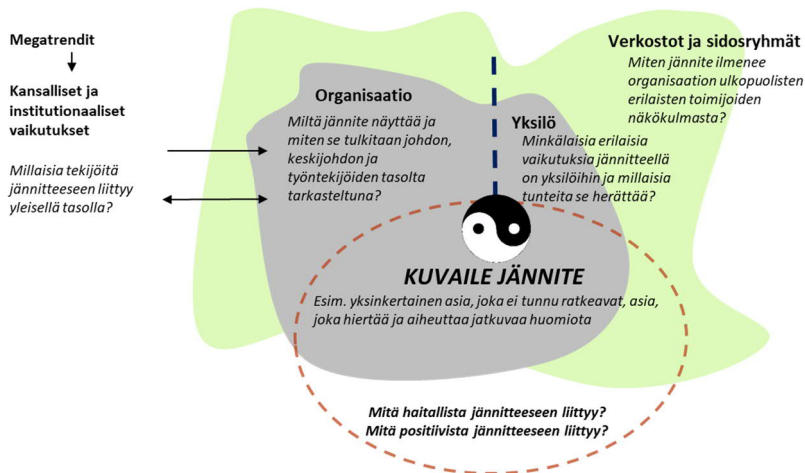 Megatrendit
Kansalliset ja
institutionaaliset
vaikutukset
Millaisia tekijöitä
jännitteeseen liittyy
yleisellä tasolla?
Organisaatio
Miltä jännite näyttää ja
miten se tulkitaan johdon,
keskijohdon ja
työntekijöiden tasolta
tarkasteltuna?
Yksilö
Minkälaisia erilaisia
vaikutuksia jännitteellä
on yksilöihin ja millaisia
tunteita se herättää?
Verkostot ja sidosryhmät
Miten jännite ilmenee
organisaation ulkopuolisten
erilaisten toimijoiden
näkökulmasta?
KUVAILE JÄNNITE
Esim. yksinkertainen asia, joka ei tunnu ratkeavat, asia,
joka hiertää ja aiheuttaa jatkuvaa huomiota
Mitä haitallista jännitteeseen liittyy?
Mitä positiivista jännitteeseen liittyy?